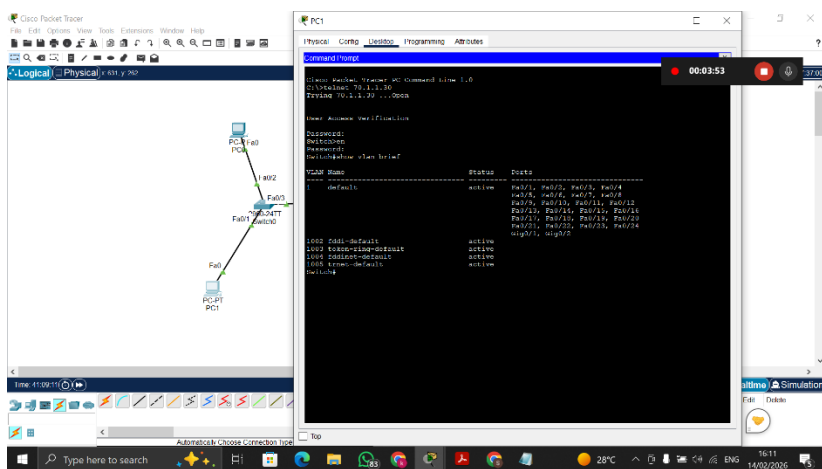 Cisco Packet Tracer
File Edit Options View Tools Extensions Window Help
Logical Physical x: 631, y: 262
PC-PT Fa0
PC0
Fa0/2
Fa0/3
2960-24TT
Fa0/1 Switch0
Fa0
PC-PT
PC1
Time: 41:09:11
Automatically Choose Connection Type
PC1
Physical Config Desktop Programming Attributes
Command Prompt
Cisco Packet Tracer PC Command Line 1.0
C:\>telnet 70.1.1.30
Trying 70.1.1.30 ...Open
User Access Verification
Password:
Switch>en
Password:
Switch#show vlan brief
VLAN Name Status Ports
1 default active Fa0/1, Fa0/2, Fa0/3, Fa0/4
Fa0/5, Fa0/6, Fa0/7, Fa0/8
Fa0/9, Fa0/10, Fa0/11, Fa0/12
Fa0/13, Fa0/14, Fa0/15, Fa0/16
Fa0/17, Fa0/18, Fa0/19, Fa0/20
Fa0/21, Fa0/22, Fa0/23, Fa0/24
Gig0/1, Gig0/2
1002 fddi-default active
1003 token-ring-default active
1004 fddinet-default active
1005 trnet-default active
Switch#
Top
00:03:53
?
Simulation
Edit Delete
Type here to search
83
28°C
ENG
16:11
14/02/2026
5